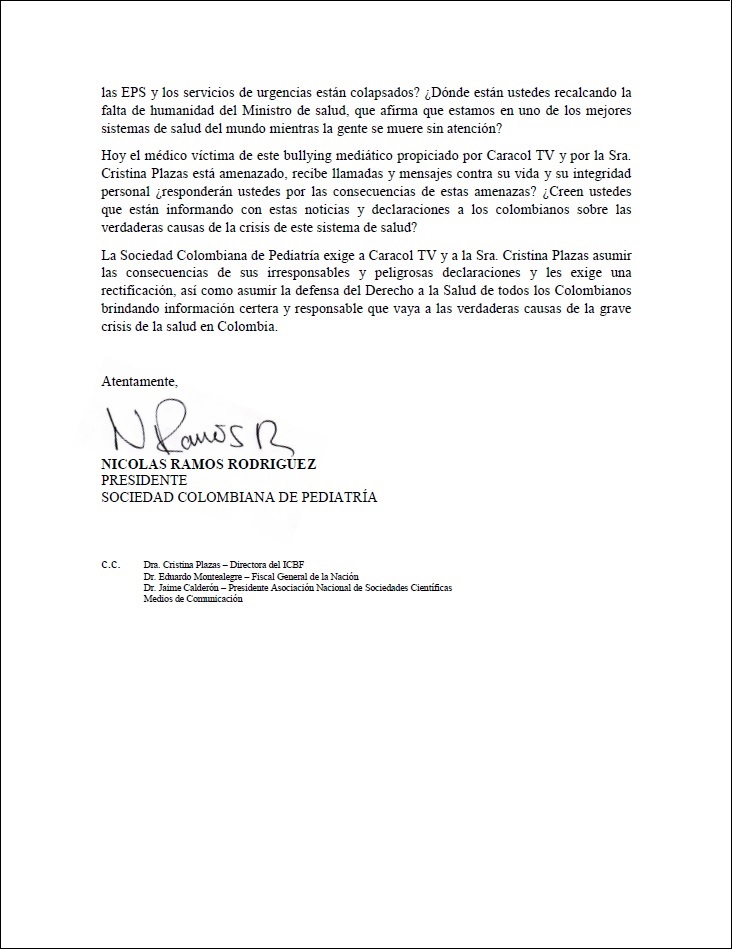 las EPS y los servicios de urgencias están colapsados? ¿Dónde están ustedes recalcando la
falta de humanidad del Ministro de salud, que afirma que estamos en uno de los mejores
sistemas de salud del mundo mientras la gente se muere sin atención?
Hoy el médico víctima de este bullying mediático propiciado por Caracol TV y por la Sra.
Cristina Plazas está amenazado, recibe llamadas y mensajes contra su vida y su integridad
personal ¿responderán ustedes por las consecuencias de estas amenazas? ¿Creen ustedes
que están informando con estas noticias y declaraciones a los colombianos sobre las
verdaderas causas de la crisis de este sistema de salud?
La Sociedad Colombiana de Pediatría exige a Caracol TV y a la Sra. Cristina Plazas asumir
las consecuencias de sus irresponsables y peligrosas declaraciones y les exige una
rectificación, así como asumir la defensa del Derecho a la Salud de todos los Colombianos
brindando información certera y responsable que vaya a las verdaderas causas de la grave
crisis de la salud en Colombia.
Atentamente,
N Ramos R
NICOLAS RAMOS RODRIGUEZ
PRESIDENTE
SOCIEDAD COLOMBIANA DE PEDIATRÍA
C.C. Dra. Cristina Plazas – Directora del ICBF
Dr. Eduardo Montealegre – Fiscal General de la Nación
Dr. Jaime Calderón – Presidente Asociación Nacional de Sociedades Científicas
Medios de Comunicación